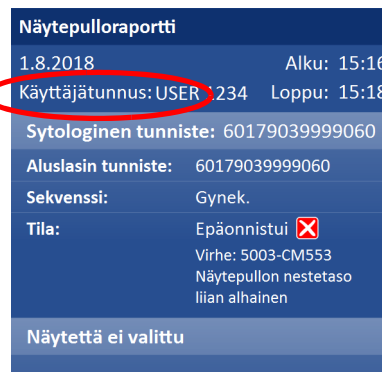 Näytepulloraportti
1.8.2018 Alku: 15:16
Käyttäjätunnus: USER 1234 Loppu: 15:18
Sytologinen tunniste: 60179039999060
Aluslasin tunniste: 60179039999060
Sekvenssi: Gynek.
Tila: Epäonnistui
Virhe: 5003-CM553
Näytepullon nestetaso
liian alhainen
Näytettä ei valittu